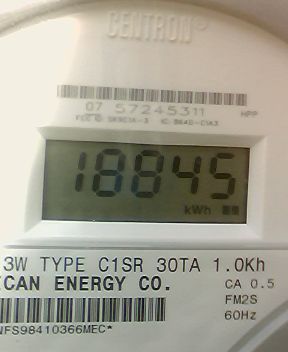 CENTRON®
07 57245311 HPP
18845
kWh
3W TYPE C1SR 30TA 1.0Kh
CAN ENERGY CO. CA 0.5
FM2S
NFS98410366MEC* 60Hz